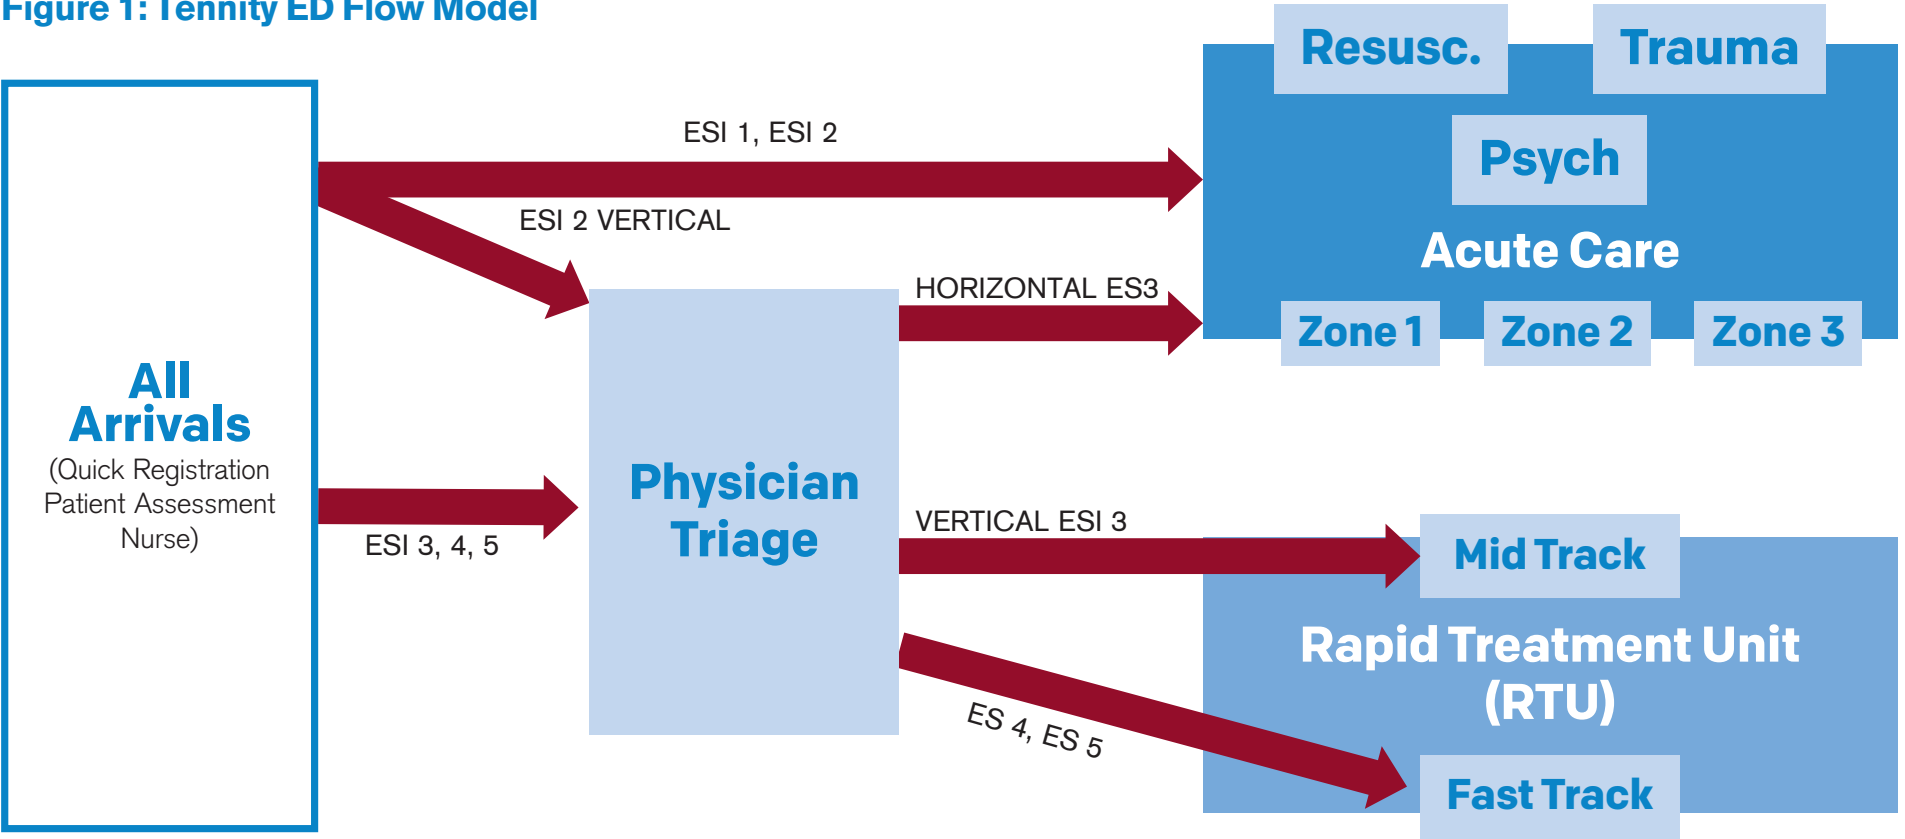 Figure 1: Tennity ED Flow Model
All
Arrivals
(Quick Registration
Patient Assessment
Nurse)
ESI 1, ESI 2
ESI 2 VERTICAL
ESI 3, 4, 5
Physician
Triage
HORIZONTAL ES3
VERTICAL ESI 3
ES 4, ES 5
Resusc.
Trauma
Psych
Acute Care
Zone 1
Zone 2
Zone 3
Mid Track
Rapid Treatment Unit
(RTU)
Fast Track